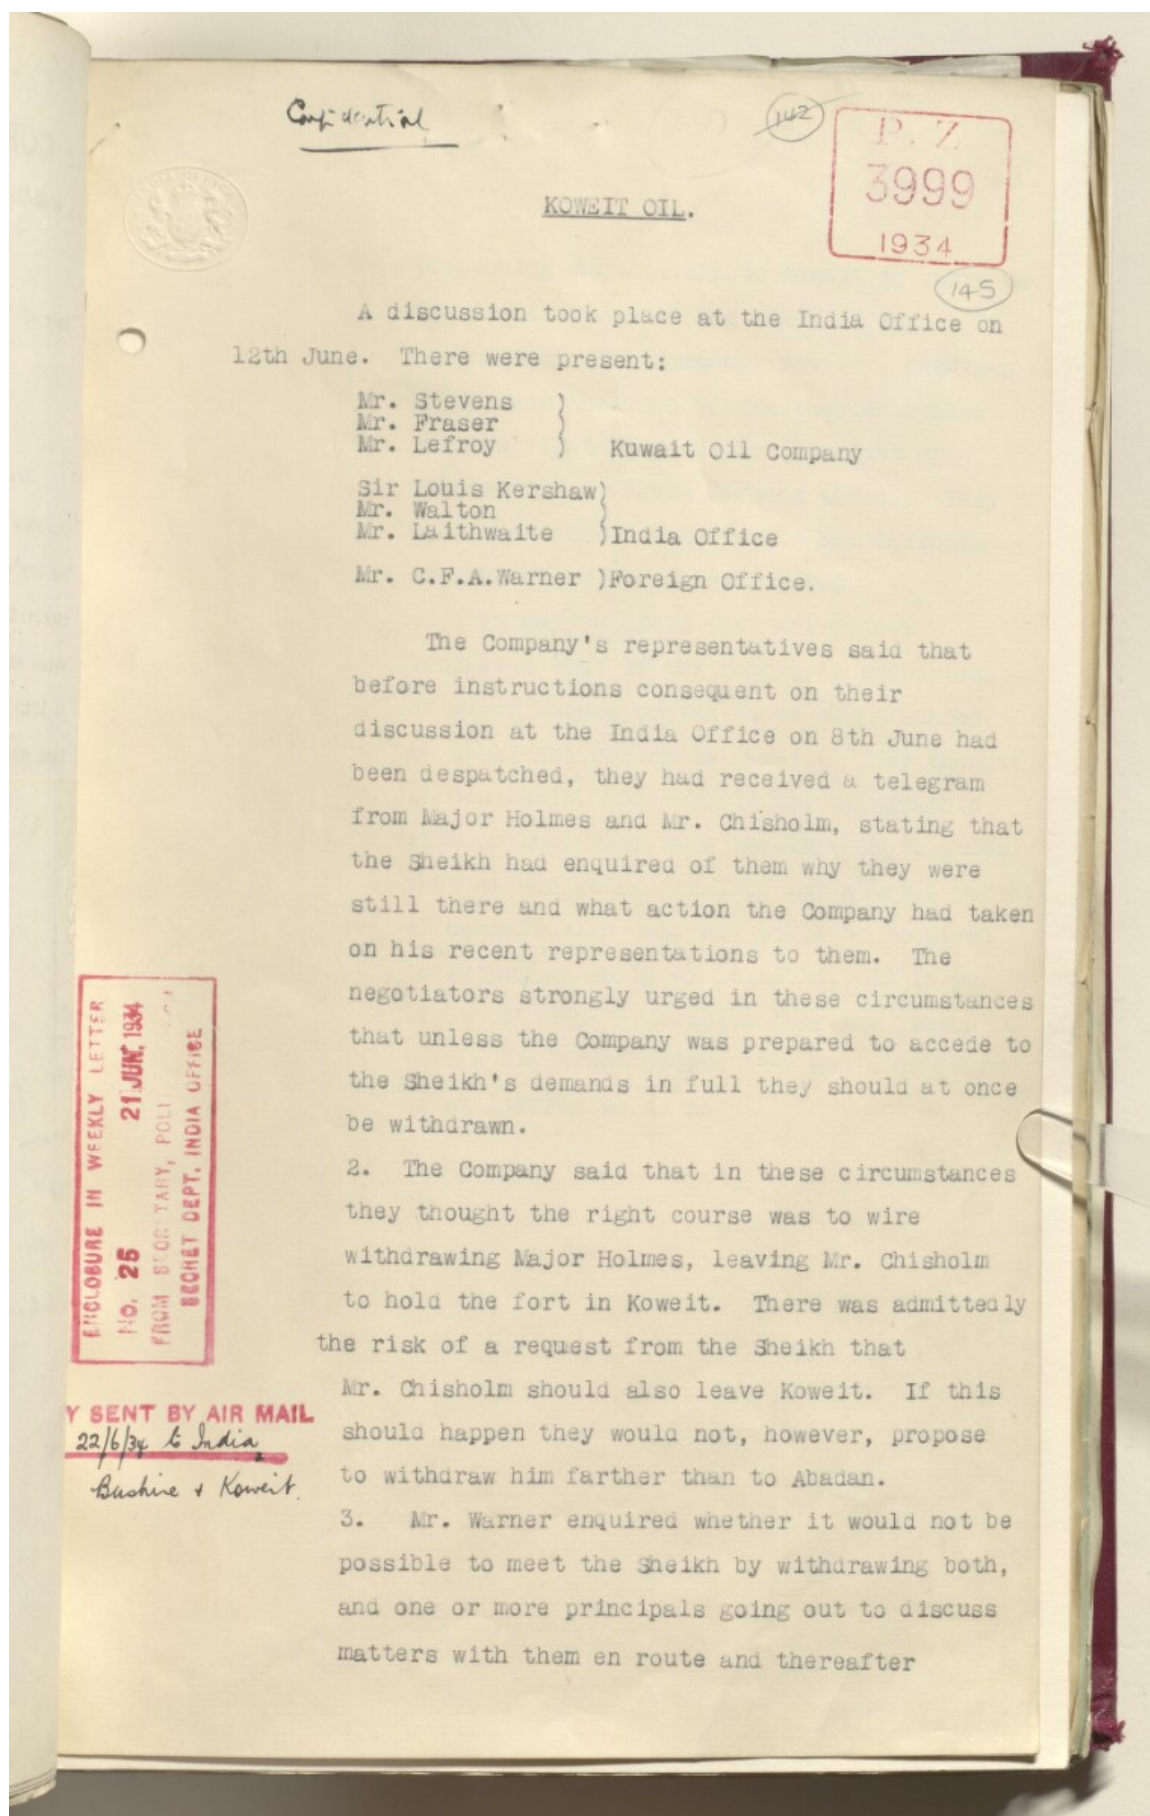 Confidential
142
P. Z
3999
1934
KOWEIT OIL.
145
A discussion took place at the India Office on
12th June. There were present:
Mr. Stevens )
Mr. Fraser )
Mr. Lefroy ) Kuwait Oil Company
Sir Louis Kershaw)
Mr. Walton )
Mr. Laithwaite )India Office
Mr. C.F.A.Warner )Foreign Office.
The Company's representatives said that
before instructions consequent on their
discussion at the India Office on 8th June had
been despatched, they had received a telegram
from Major Holmes and Mr. Chisholm, stating that
the Sheikh had enquired of them why they were
still there and what action the Company had taken
on his recent representations to them. The
negotiators strongly urged in these circumstances
that unless the Company was prepared to accede to
the Sheikh's demands in full they should at once
be withdrawn.
2. The Company said that in these circumstances
they thought the right course was to wire
withdrawing Major Holmes, leaving Mr. Chisholm
to hold the fort in Koweit. There was admittedly
the risk of a request from the Sheikh that
Mr. Chisholm should also leave Koweit. If this
should happen they would not, however, propose
to withdraw him farther than to Abadan.
3. Mr. Warner enquired whether it would not be
possible to meet the Sheikh by withdrawing both,
and one or more principals going out to discuss
matters with them en route and thereafter
ENCLOSURE IN WEEKLY LETTER
No. 25 21 JUN. 1934
FROM SECRETARY, POLI
SECRET DEPT. INDIA OFFICE
Y SENT BY AIR MAIL
22/6/34 to India,
Bushire & Koweit.